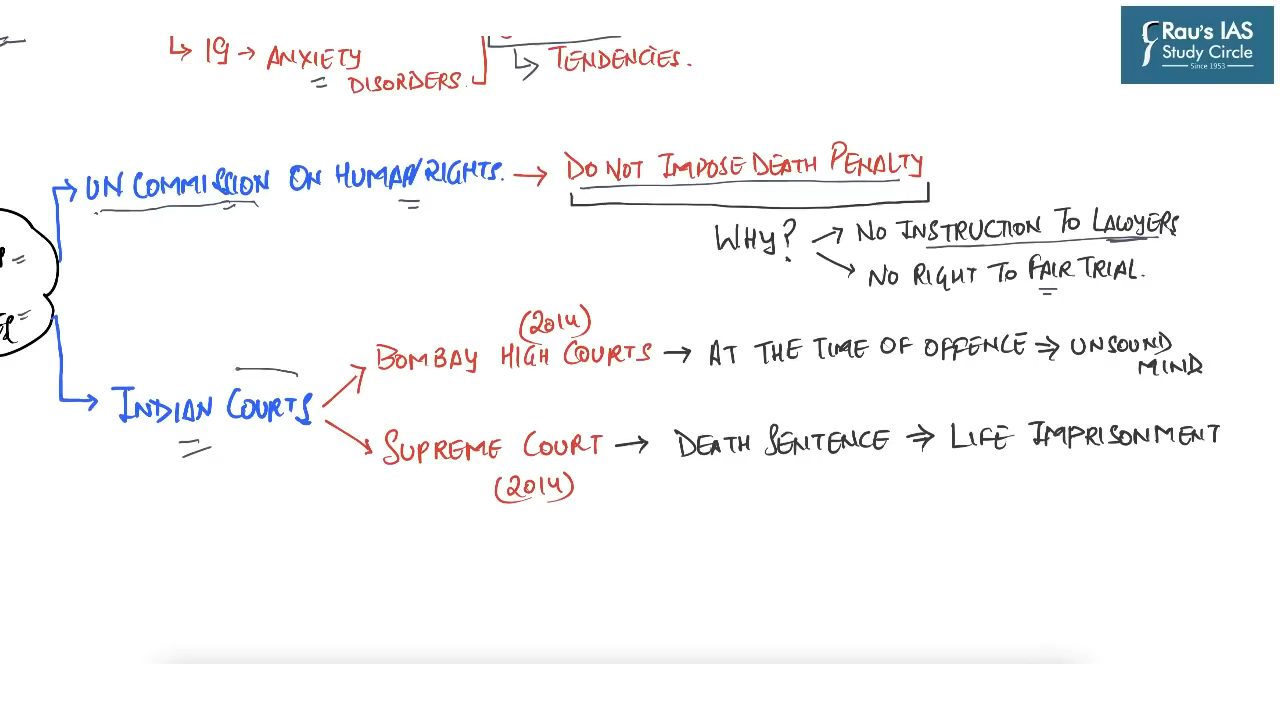 Rau's IAS
Study Circle
Since 1953
↳ 19 → ANXIETY
DISORDERS.
↳ TENDENCIES.
UN COMMISSION ON HUMAN RIGHTS. → DO NOT IMPOSE DEATH PENALTY
WHY? → NO INSTRUCTION TO LAWYERS
→ NO RIGHT TO FAIR TRIAL.
(2014)
BOMBAY HIGH COURTS → AT THE TIME OF OFFENCE ⇒ UNSOUND
MIND
INDIAN COURTS
SUPREME COURT → DEATH SENTENCE ⇒ LIFE IMPRISONMENT
(2014)